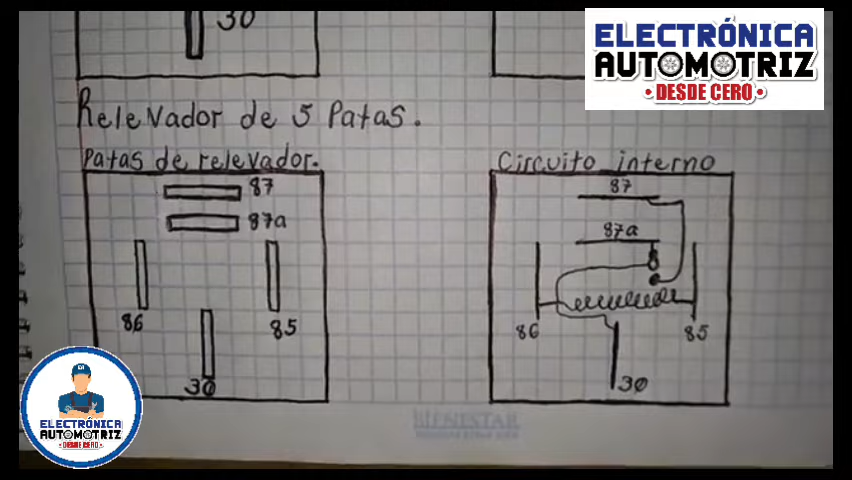 30
ELECTRÓNICA
AUTOMOTRIZ
DESDE CERO
Relevador de 5 Patas.
Patas de relevador.
87
87a
86
85
30
Circuito interno
87
87a
86
85
30
BIENESTAR
ELECTRÓNICA
AUTOMOTRIZ
DESDE CERO